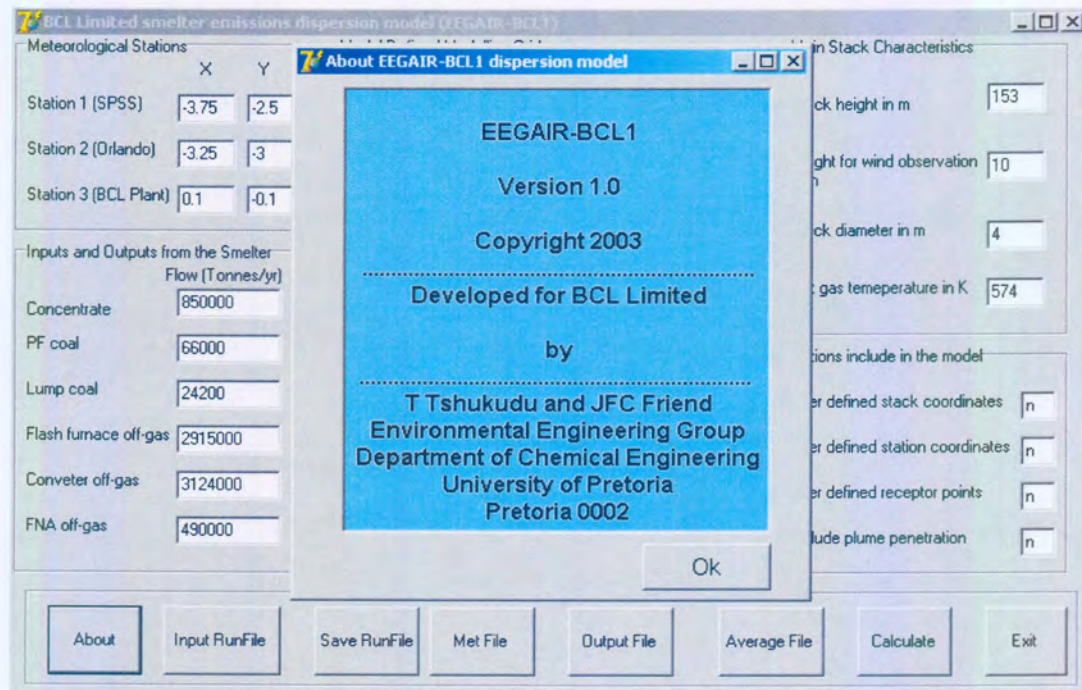 BCL Limited smelter emissions dispersion model (EEGAIR-BCL1)
Meteorological Stations
X Y
Station 1 (SPSS) -3.75 -2.5
Station 2 (Orlando) -3.25 -3
Station 3 (BCL Plant) 0.1 -0.1
Inputs and Outputs from the Smelter
Flow (Tonnes/yr)
Concentrate 850000
PF coal 66000
Lump coal 24200
Flash furnace off-gas 2915000
Conveter off-gas 3124000
FNA off-gas 490000
About EEGAIR-BCL1 dispersion model
EEGAIR-BCL1
Version 1.0
Copyright 2003
Developed for BCL Limited
by
T Tshukudu and JFC Friend
Environmental Engineering Group
Department of Chemical Engineering
University of Pretoria
Pretoria 0002
Ok
in Stack Characteristics
ck height in m 153
ght for wind observation 10
ck diameter in m 4
gas temeperature in K 574
ions include in the model
er defined stack coordinates n
er defined station coordinates n
er defined receptor points n
lude plume penetration n
About Input RunFile Save RunFile Met File Output File Average File Calculate Exit